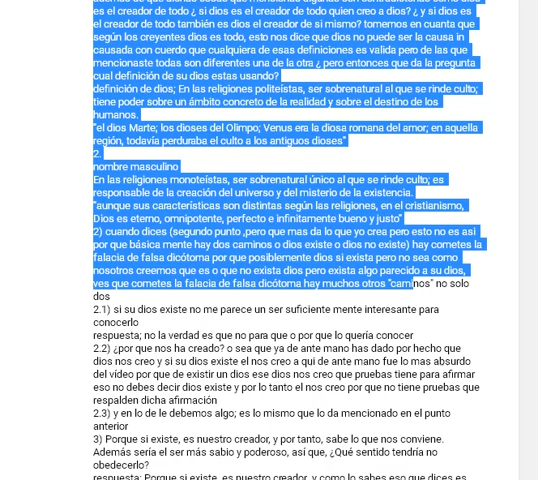 es el creador de todo ¿ si dios es el creador de todo quien creo a dios? ¿ y si dios es
el creador de todo también es dios el creador de si mismo? tomemos en cuanta que
según los creyentes dios es todo, esto nos dice que dios no puede ser la causa in
causada con cuerdo que cualquiera de esas definiciones es valida pero de las que
mencionaste todas son diferentes una de la otra ¿ pero entonces que da la pregunta
cual definición de su dios estas usando?
definición de dios; En las religiones politeístas, ser sobrenatural al que se rinde culto;
tiene poder sobre un ámbito concreto de la realidad y sobre el destino de los
humanos.
"el dios Marte; los dioses del Olimpo; Venus era la diosa romana del amor; en aquella
región, todavía perduraba el culto a los antiguos dioses"
2.
nombre masculino
En las religiones monoteístas, ser sobrenatural único al que se rinde culto; es
responsable de la creación del universo y del misterio de la existencia.
"aunque sus características son distintas según las religiones, en el cristianismo,
Dios es eterno, omnipotente, perfecto e infinitamente bueno y justo"
2) cuando dices (segundo punto ,pero que mas da lo que yo crea pero esto no es asi
por que básica mente hay dos caminos o dios existe o dios no existe) hay cometes la
falacia de falsa dicótoma por que posiblemente dios si exista pero no sea como
nosotros creemos que es o que no exista dios pero exista algo parecido a su dios,
ves que cometes la falacia de falsa dicótoma hay muchos otros "caminos" no solo
dos
2.1) si su dios existe no me parece un ser suficiente mente interesante para
conocerlo
respuesta; no la verdad es que no para que o por que lo quería conocer
2.2) ¿por que nos ha creado? o sea que ya de ante mano has dado por hecho que
dios nos creo y si su dios existe el nos creo a qui de ante mano fue lo mas absurdo
del vídeo por que de existir un dios ese dios nos creo que pruebas tiene para afirmar
eso no debes decir dios existe y por lo tanto el nos creo por que no tiene pruebas que
respalden dicha afirmación
2.3) y en lo de le debemos algo; es lo mismo que lo da mencionado en el punto
anterior
3) Porque si existe, es nuestro creador, y por tanto, sabe lo que nos conviene.
Además sería el ser más sabio y poderoso, así que, ¿Qué sentido tendría no
obedecerlo?
respuesta: Porque si existe, es nuestro creador, y como lo sabes eso que dices es